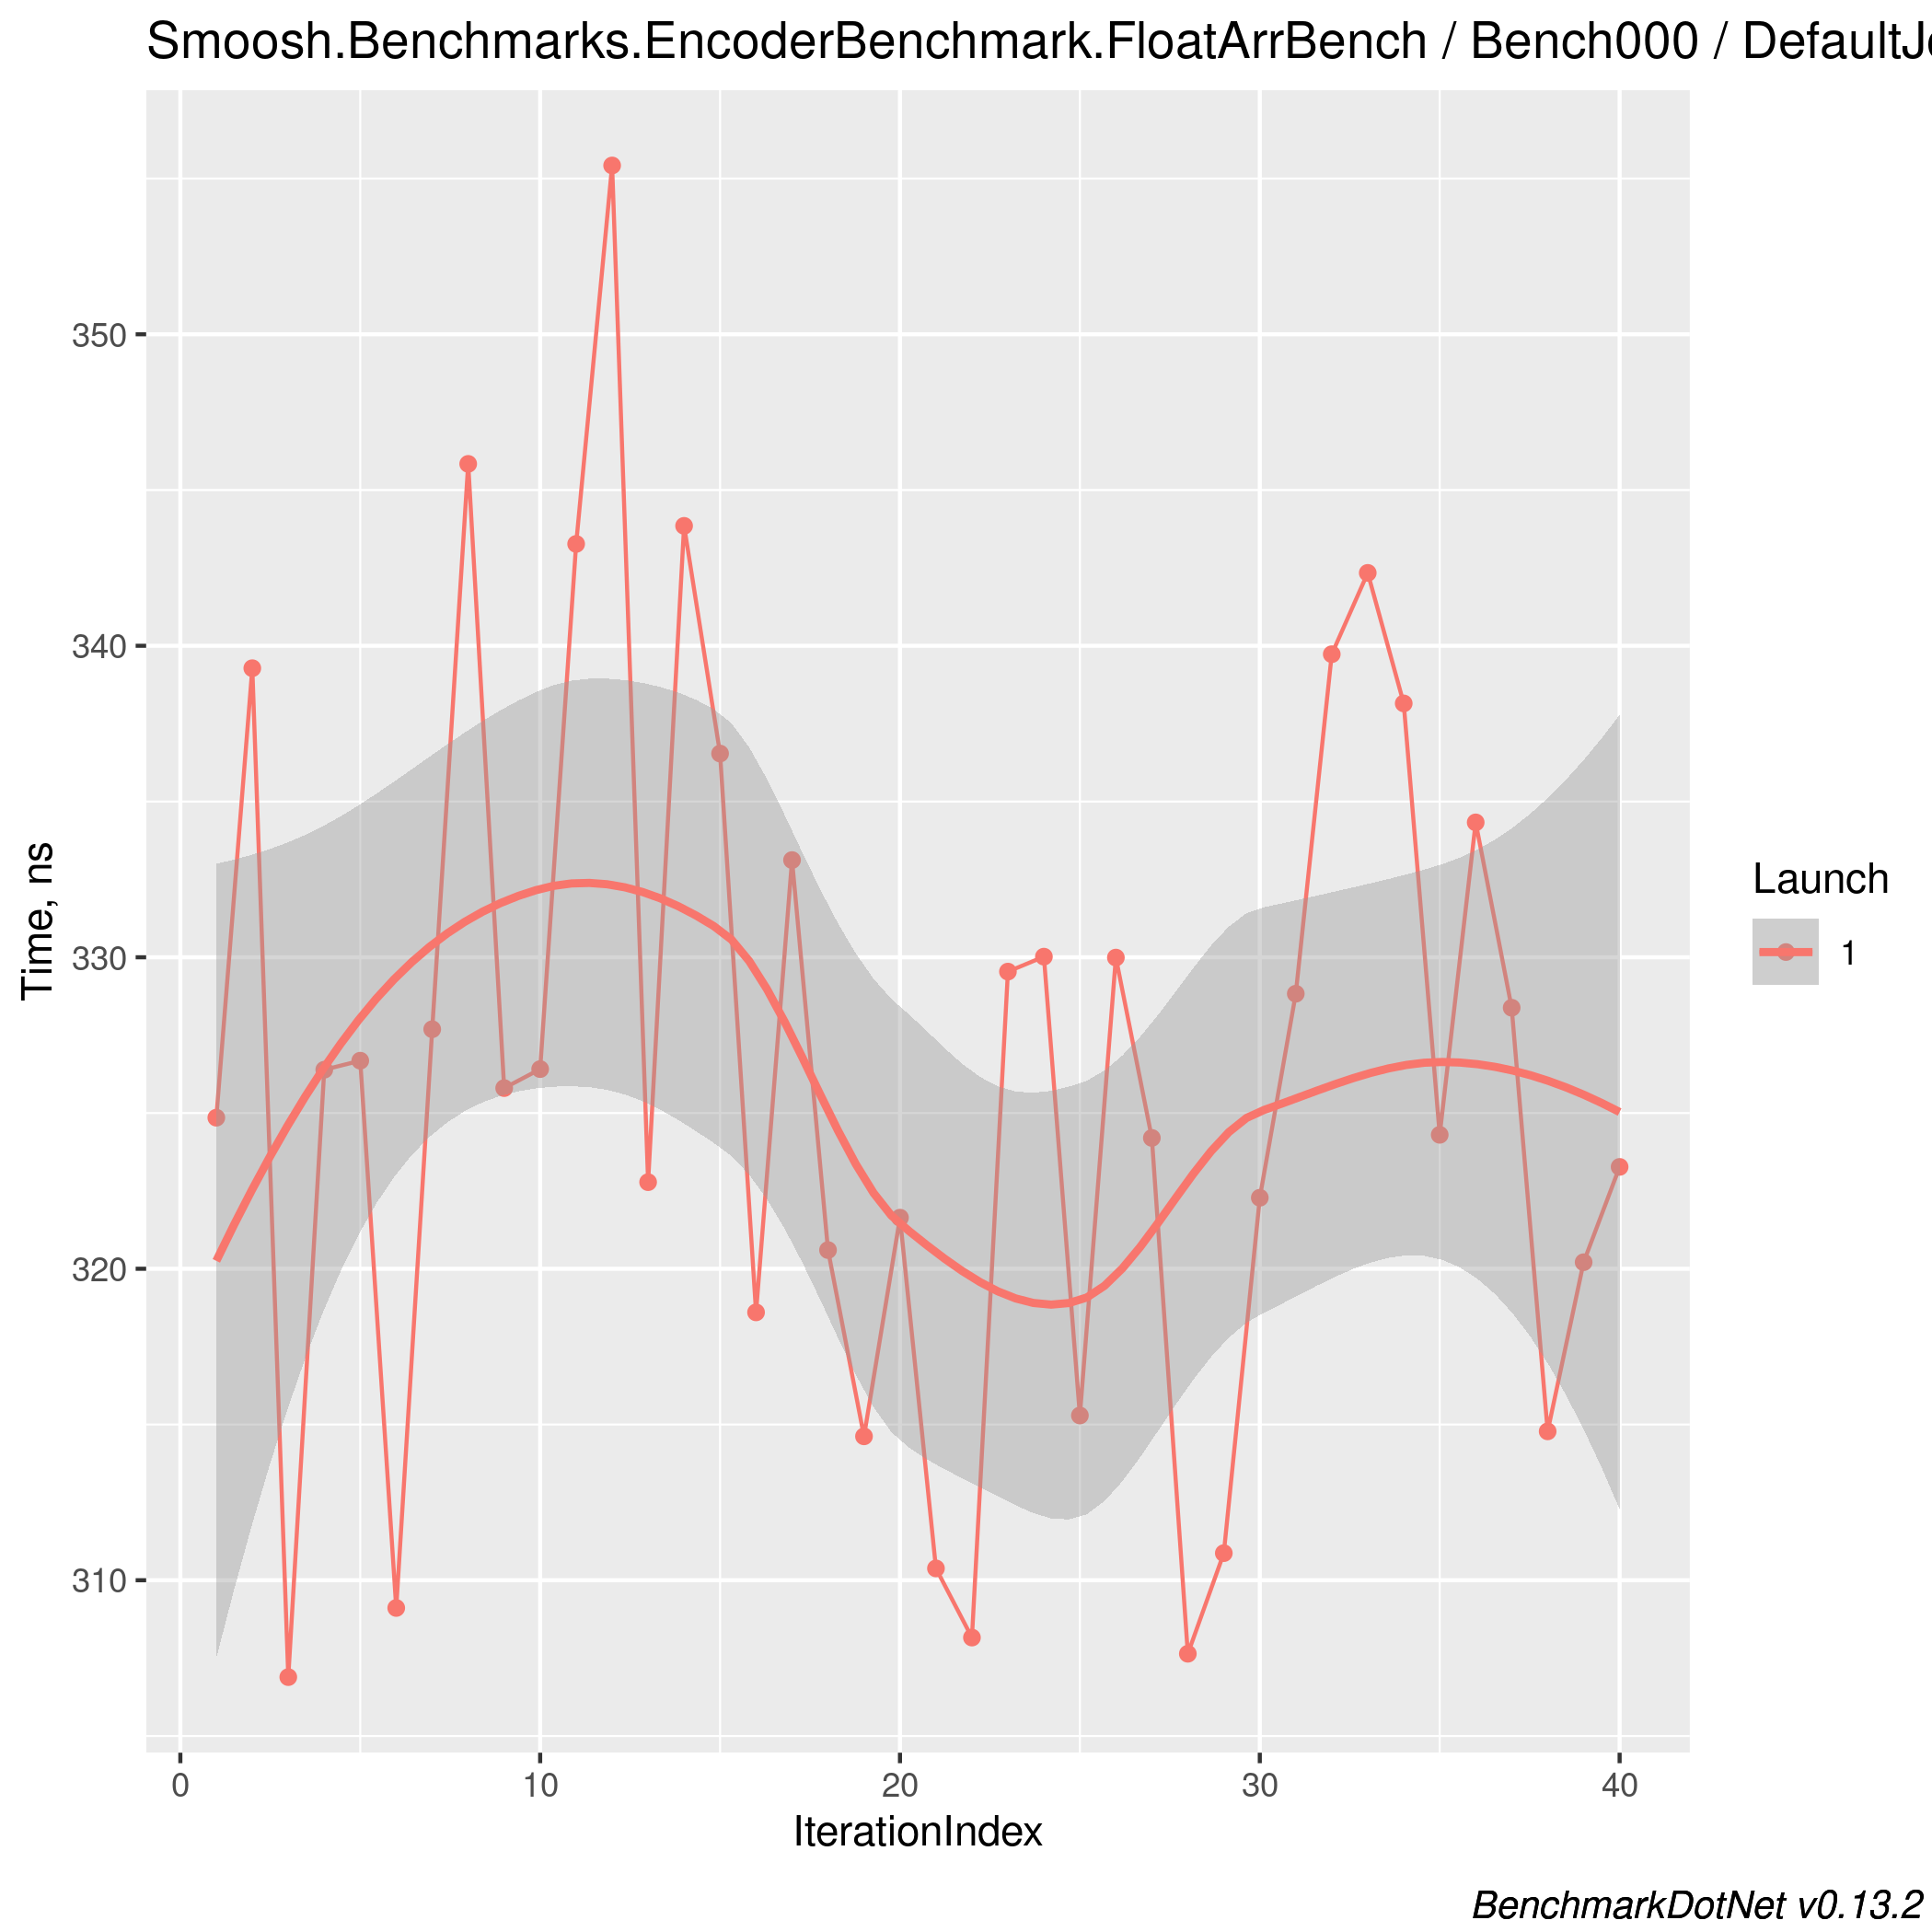 Smoosh.Benchmarks.EncoderBenchmark.FloatArrBench / Bench000 /
350
340
330
320
310
Time, ns
0 10 20 30 40
IterationIndex
Launch
1
BenchmarkDotNet v0.13.2